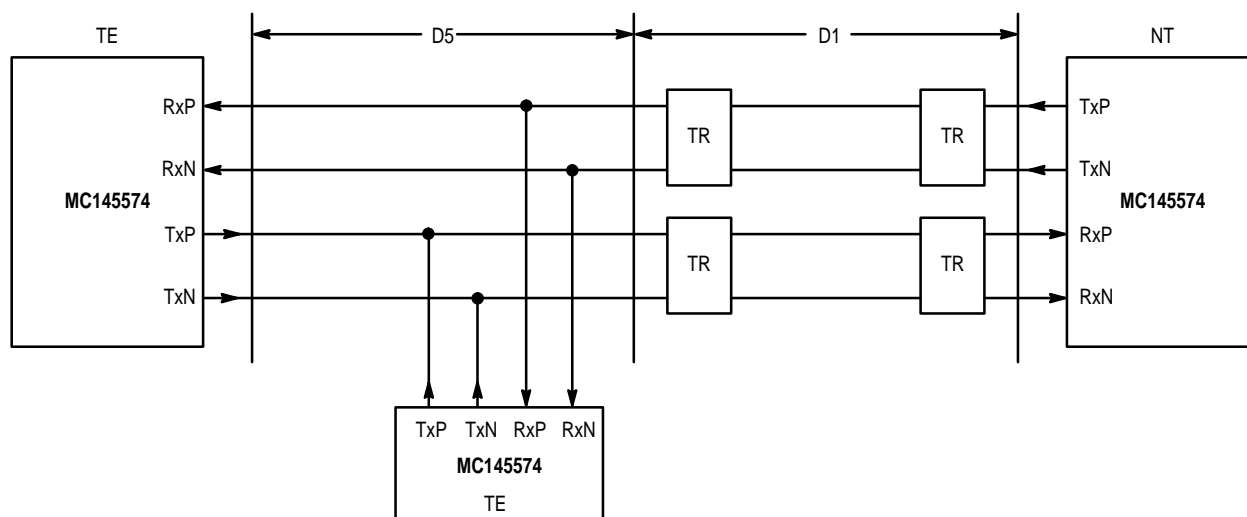 TE D5 D1 NT
RxP TxP
TR TR
RxN TxN
MC145574 MC145574
TxP RxP
TR TR
TxN RxN
TxP TxN RxP RxN
MC145574
TE